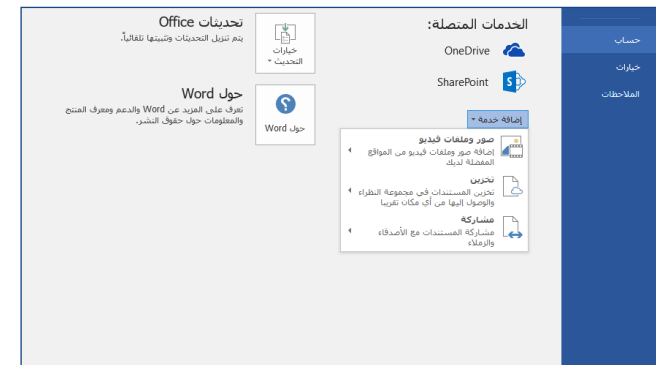 حساب
خيارات
الملاحظات
الخدمات المتصلة:
OneDrive
SharePoint
إضافة خدمة
صور وملفات فيديو
إضافة صور وملفات فيديو من المواقع
المفضلة لديك
تخزين
تخزين المستندات في مجموعة النظراء
والوصول إليها من أي مكان تقريبا
مشاركة
مشاركة المستندات مع الأصدقاء
والزملاء
خيارات
التحديث
تحديثات Office
يتم تنزيل التحديثات وتثبيتها تلقائياً.
حول Word
حول Word
تعرف على المزيد عن Word والدعم ومعرف المنتج
والمعلومات حول حقوق النشر.